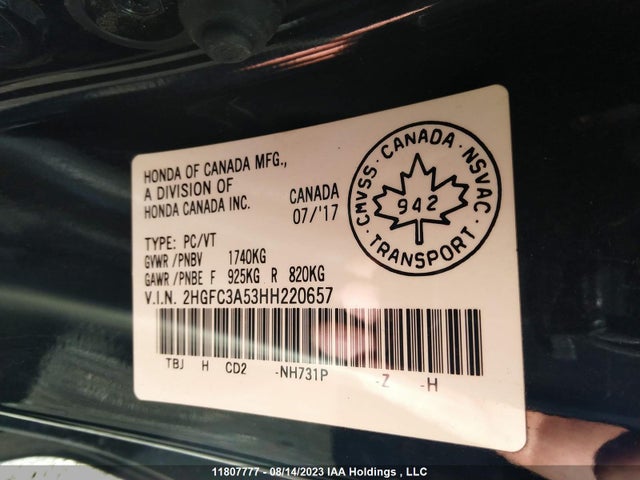 HONDA OF CANADA MFG.,
A DIVISION OF
HONDA CANADA INC.
CANADA
07/'17
TYPE: PC/VT
GVWR /PNBV 1740KG
GAWR /PNBE F 925KG R 820KG
V.I.N. 2HGFC3A53HH220657
TBJ H CD2 -NH731P -Z -H
CMVSS · CANADA · NSVAC · TRANSPORT ·
942
11807777 - 08/14/2023 IAA Holdings , LLC